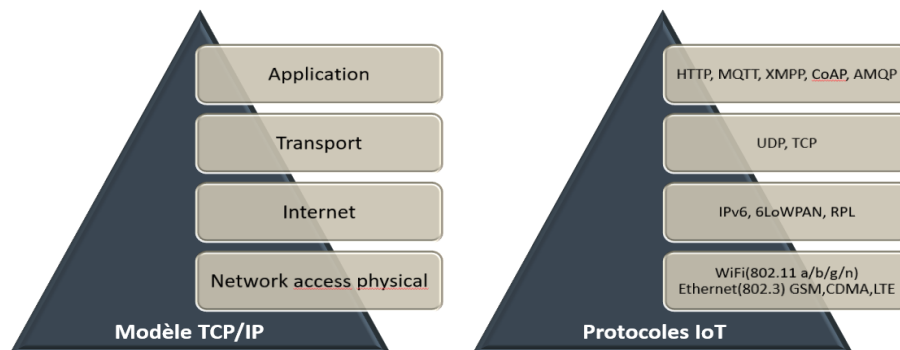 Application
Transport
Internet
Network access physical
Modèle TCP/IP
HTTP, MQTT, XMPP, CoAP, AMQP
UDP, TCP
IPv6, 6LoWPAN, RPL
WiFi(802.11 a/b/g/n)
Ethernet(802.3) GSM,CDMA,LTE
Protocoles IoT